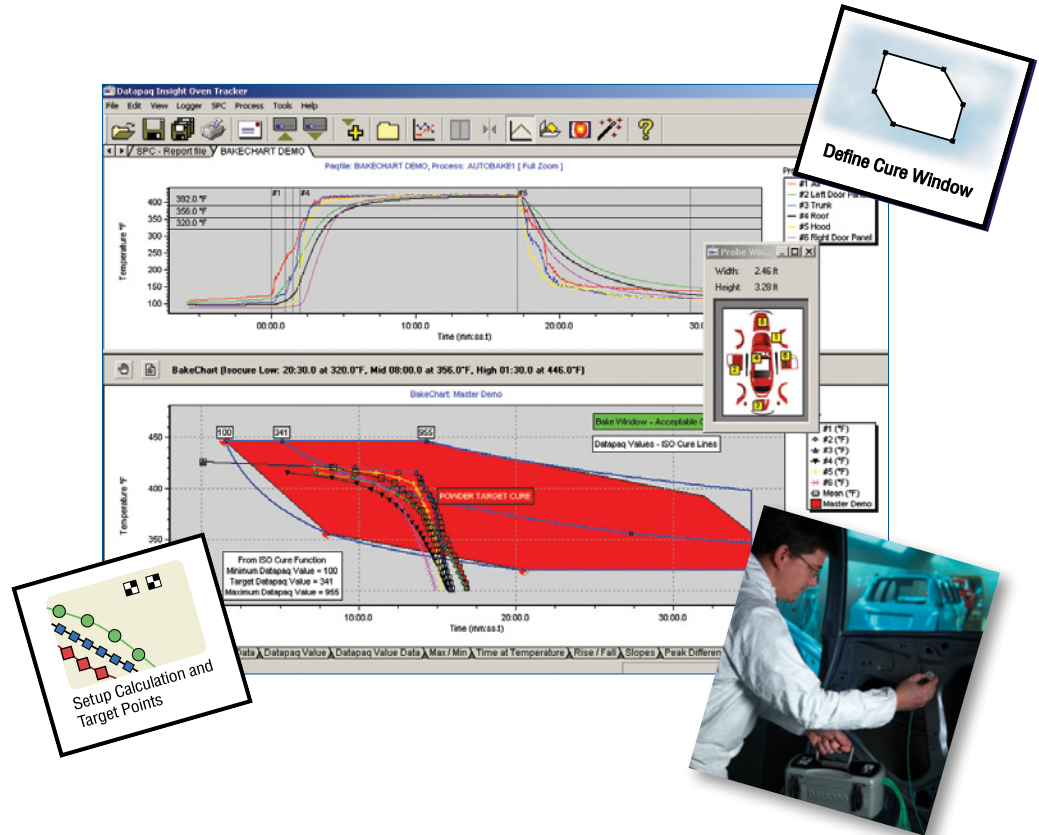 Datapaq Insight Oven Tracker
File Edit View Logger SPC Process Tools Help
SPC - Report file BAKECHART DEMO
Paqfile: BAKECHART DEMO, Process: AUTOBAKE1 [ Full Zoom ]
#1 #4 #5
400
392.0 °F
350
356.0 °F
300
320.0 °F
250
200
150
100
Temperature °F
00:00.0 10:00.0 20:00.0 30:
Time (mm:ss.t)
#2 Left Door Pa
#3 Trunk
#4 Roof
#5 Hood
#6 Right Door Panel
Define Cure Window
Probe Win...
Width: 2.46 ft
Height: 3.28 ft
BakeChart (Isocure Low: 20:30.0 at 320.0°F, Mid 08:00.0 at 356.0°F, High 01:30.0 at 446.0°F)
BakeChart: Master Demo
Bake Window - Acceptable
Datapaq Values - ISO Cure Lines
100 341 955
POWDER TARGET CURE
450
400
350
Temperature °F
From ISO Cure Function
Minimum Datapaq Value = 100
Target Datapaq Value = 341
Maximum Datapaq Value = 955
10:00.0 20:00.0 30:00.0
Time (mm:ss.t)
#1 (°F)
#2 (°F)
#3 (°F)
#4 (°F)
#5 (°F)
#6 (°F)
Mean (°F)
Master Demo
Data Datapaq Value Datapaq Value Data Max / Min Time at Temperature Rise / Fall Slopes Peak Differen
Setup Calculation and
Target Points